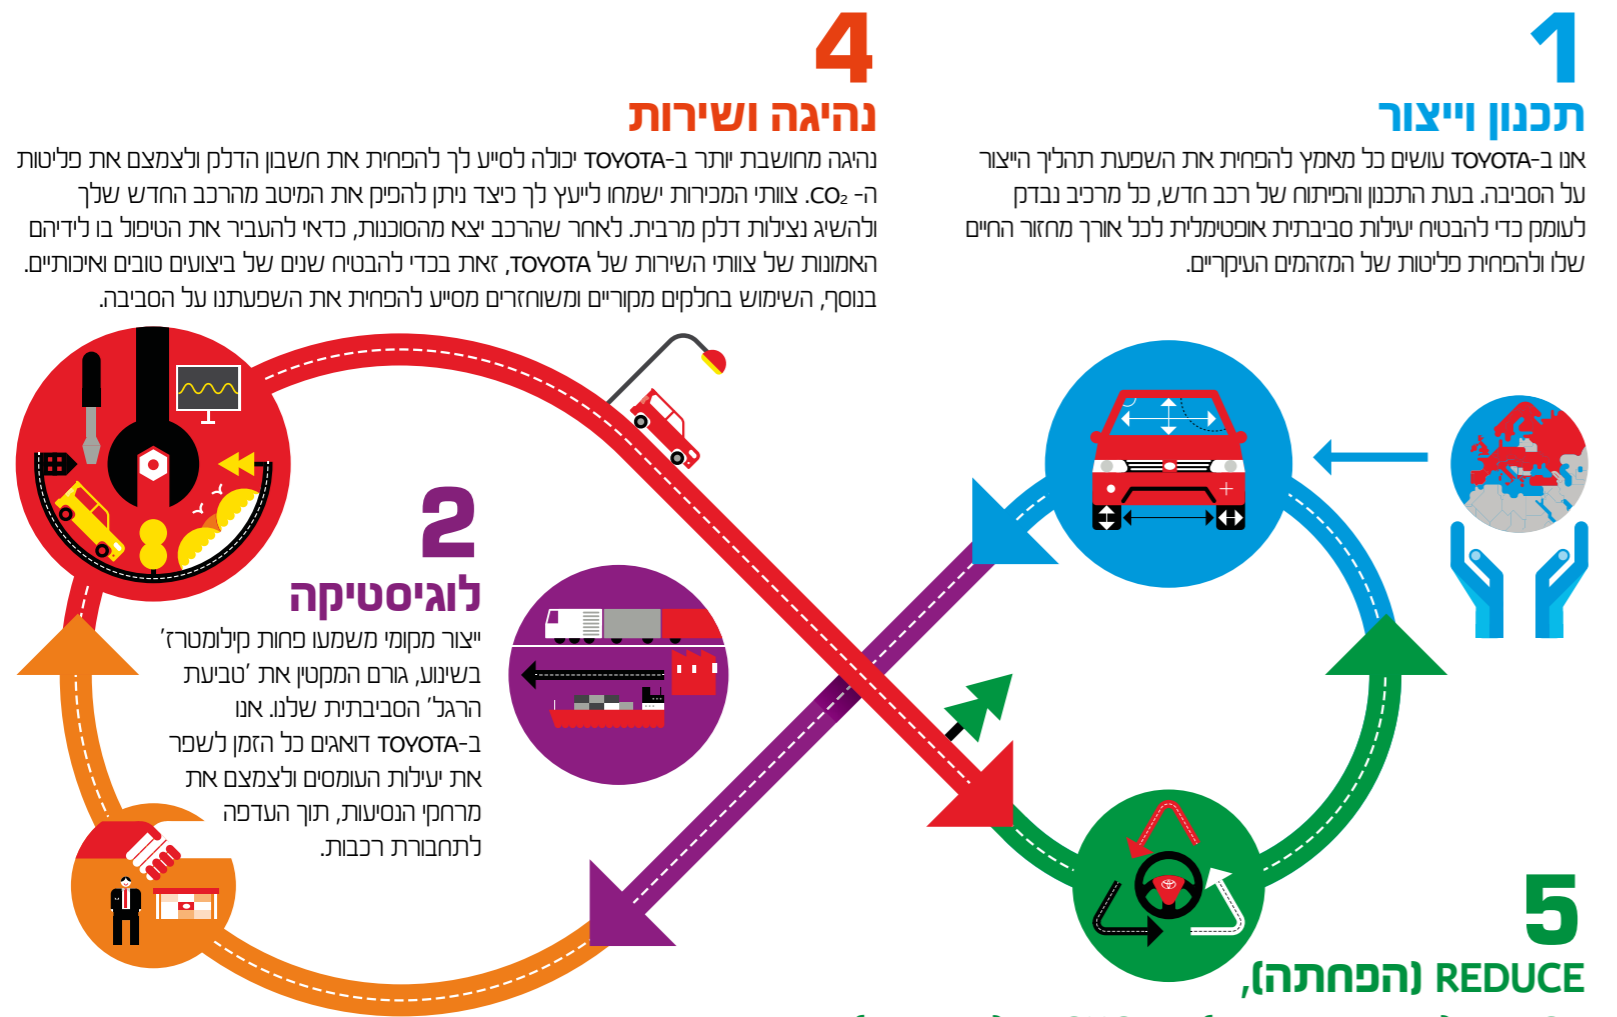 1
תכנון וייצור
אנו ב-TOYOTA עושים כל מאמץ להפחית את השפעת תהליך הייצור
על הסביבה. בעת התכנון והפיתוח של רכב חדש, כל מרכיב נבדק
לעומק כדי להבטיח יעילות סביבתית אופטימלית לכל אורך מחזור החיים
שלו ולהפחית פליטות של המזהמים העיקריים.
4
נהיגה ושירות
נהיגה מחושבת יותר ב-TOYOTA יכולה לסייע לך להפחית את חשבון הדלק ולצמצם את פליטות
ה- CO₂. צוותי המכירות ישמחו לייעץ לך כיצד ניתן להפיק את המיטב מהרכב החדש שלך
ולהשיג נצילות דלק מרבית. לאחר שהרכב יצא מהסוכנות, כדאי להעביר את הטיפול בו לידיהם
האמונות של צוותי השירות של TOYOTA, זאת בכדי להבטיח שנים של ביצועים טובים ואיכותיים.
בנוסף, השימוש בחלקים מקוריים ומשוחזרים מסייע להפחית את השפעתנו על הסביבה.
2
לוגיסטיקה
ייצור מקומי משמעו פחות קילומטרז'
בשינוע, גורם המקטין את 'טביעת
הרגל' הסביבתית שלנו. אנו
ב-TOYOTA דואגים כל הזמן לשפר
את יעילות העומסים ולצמצם את
מרחקי הנסיעות, תוך העדפה
לתחבורת רכבות.
5
REDUCE (הפחתה),